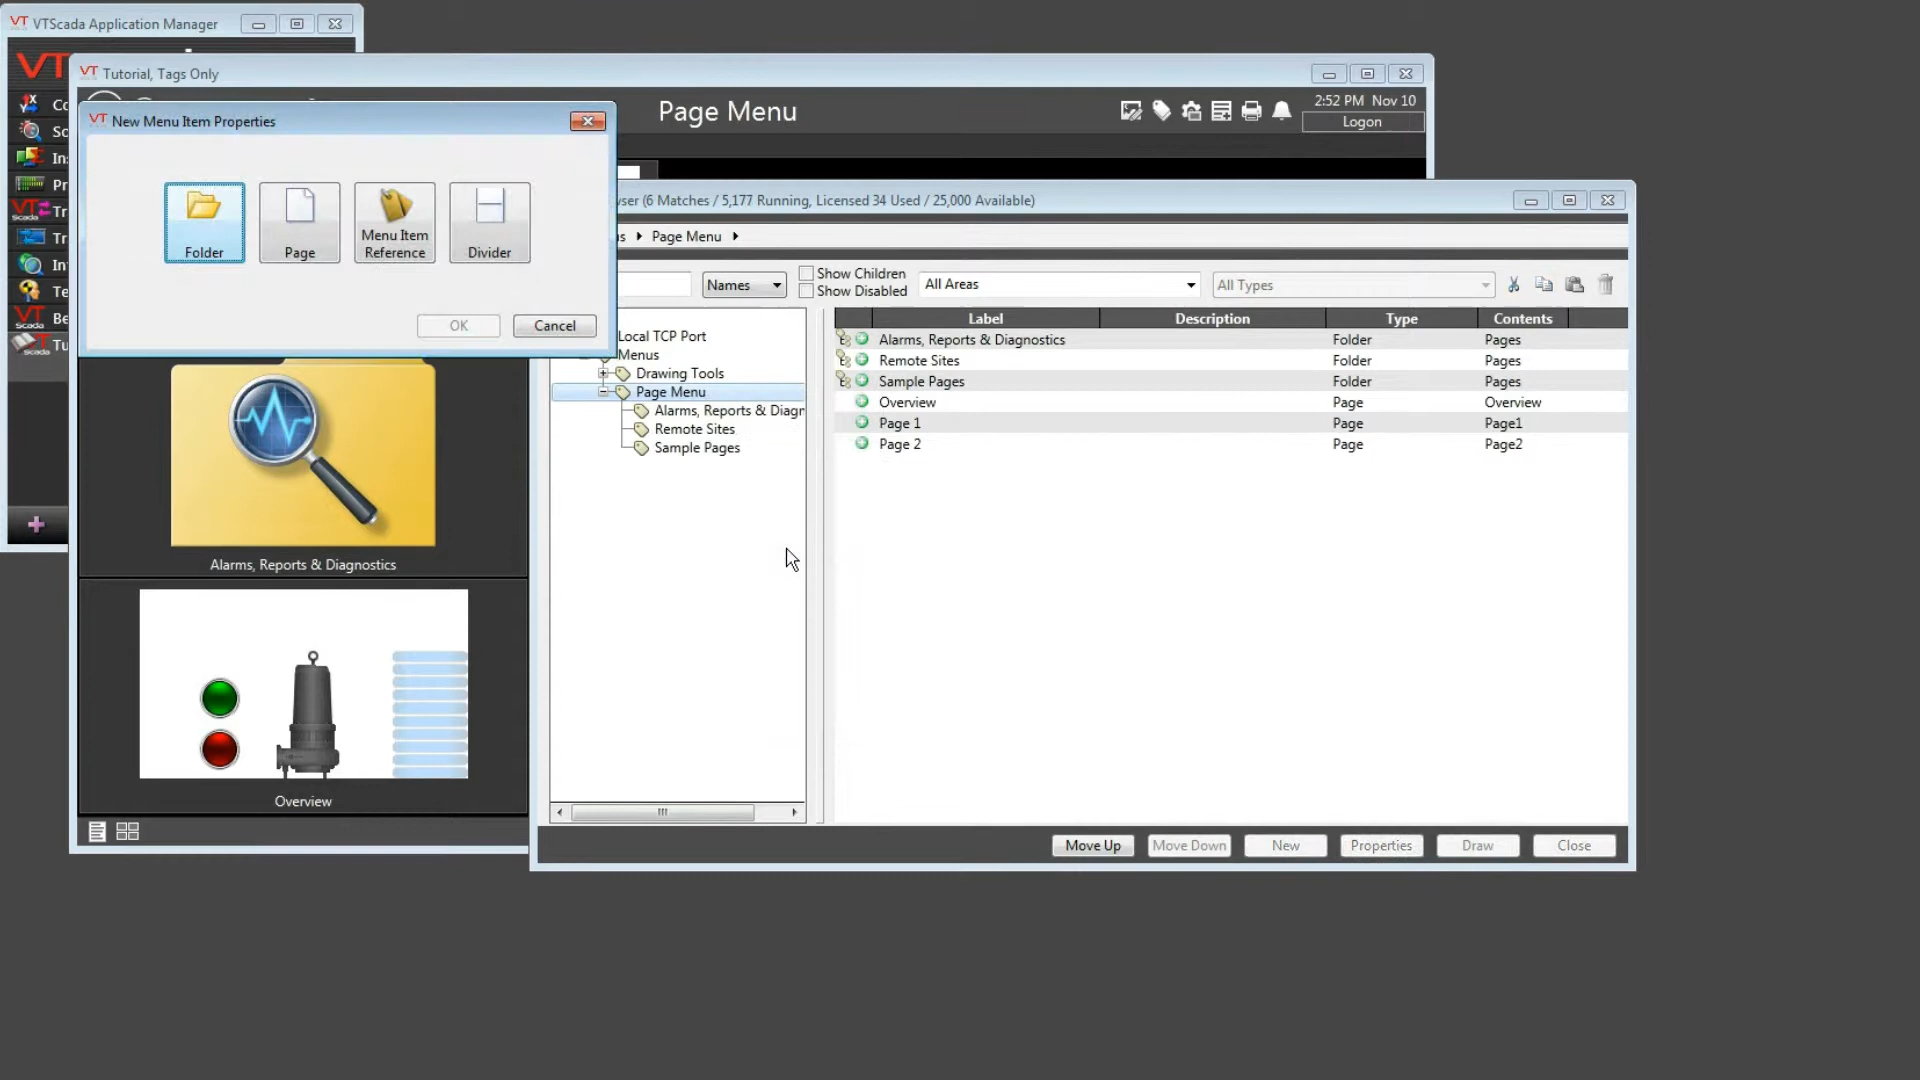 VT VTScada Application Manager
VT
VT Tutorial, Tags Only
Page Menu
2:52 PM Nov 10
Logon
VT New Menu Item Properties
Folder
Page
Menu Item
Reference
Divider
OK
Cancel
(6 Matches / 5,177 Running, Licensed 34 Used / 25,000 Available)
Page Menu
Names
Show Children
Show Disabled
All Areas
All Types
Local TCP Port
Menus
Drawing Tools
Page Menu
Alarms, Reports & Diagn
Remote Sites
Sample Pages
Label Description Type Contents
Alarms, Reports & Diagnostics Folder Pages
Remote Sites Folder Pages
Sample Pages Folder Pages
Overview Page Overview
Page 1 Page Page1
Page 2 Page Page2
Alarms, Reports & Diagnostics
Overview
Move Up
Move Down
New
Properties
Draw
Close